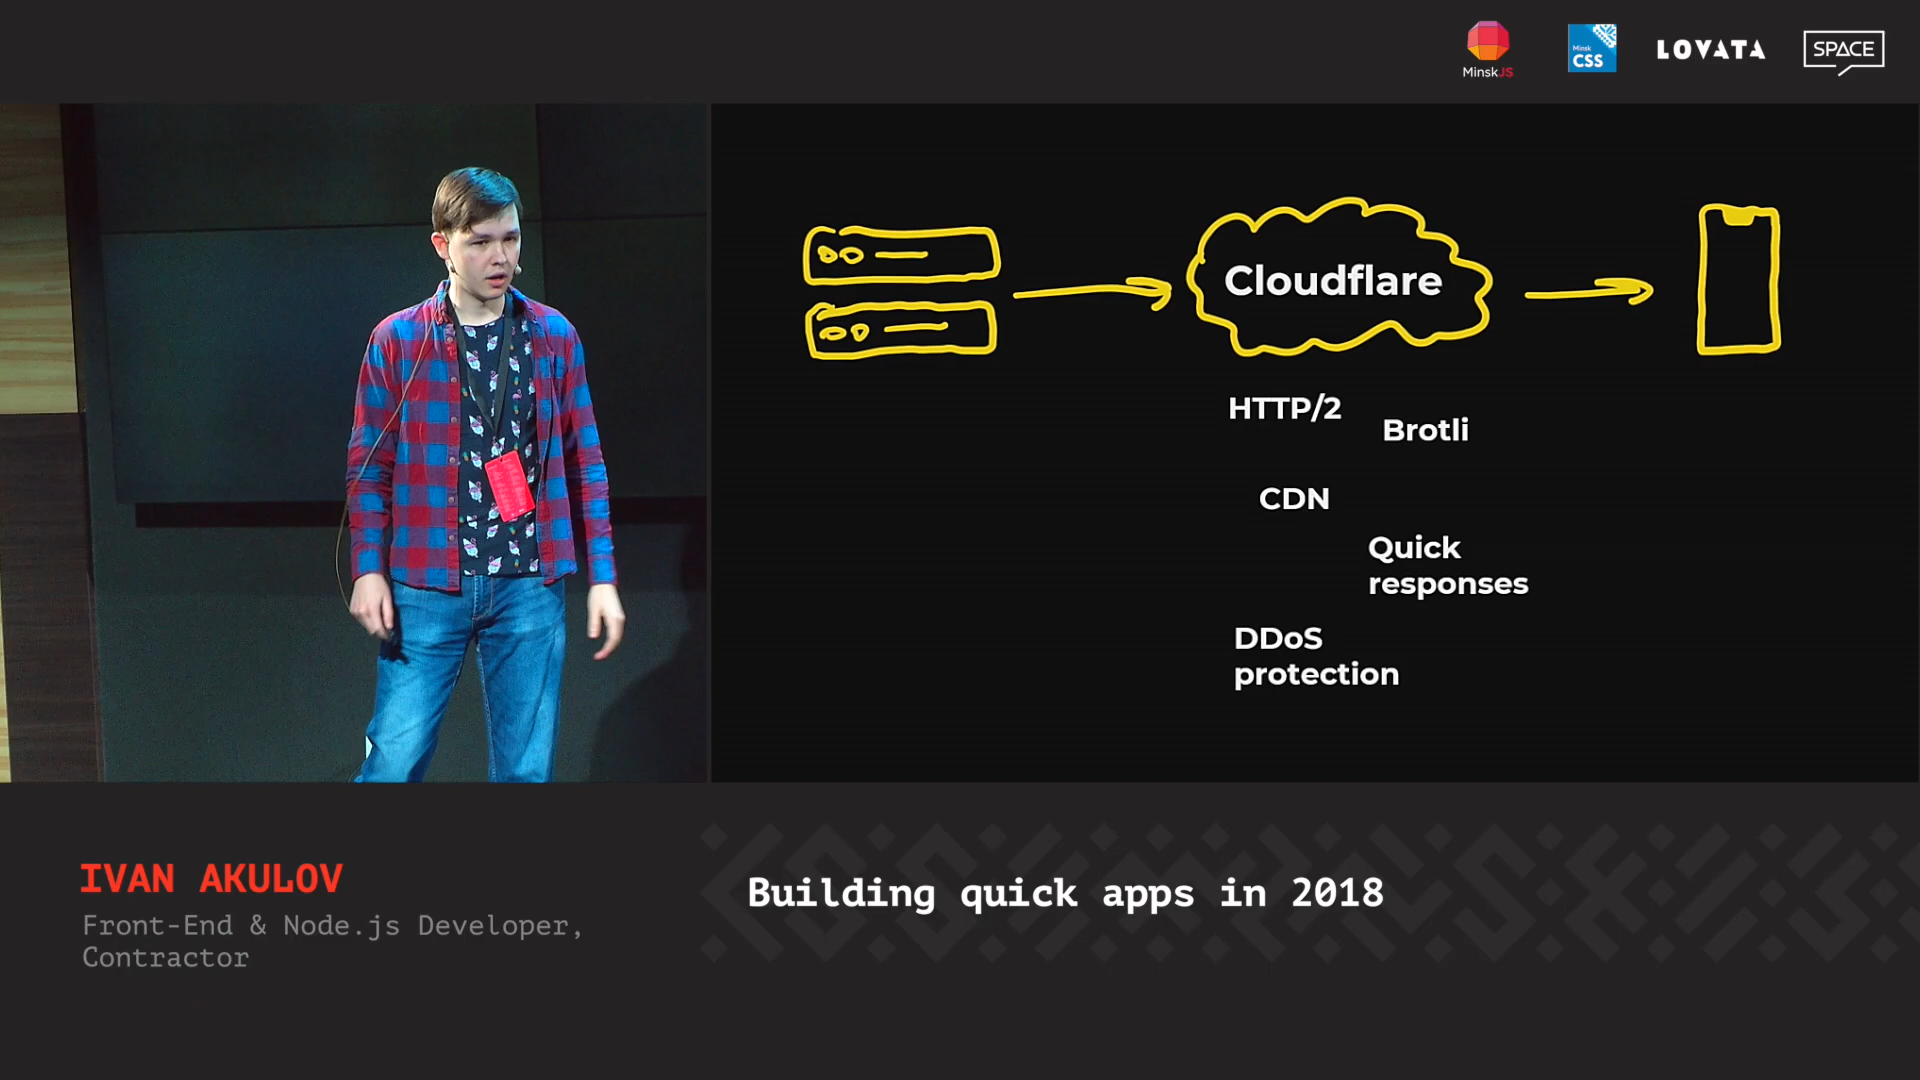 MinskJS
Minsk
CSS
LOVATA
SPACE
Cloudflare
HTTP/2
Brotli
CDN
Quick
responses
DDoS
protection
IVAN AKULOV
Front-End & Node.js Developer,
Contractor
Building quick apps in 2018